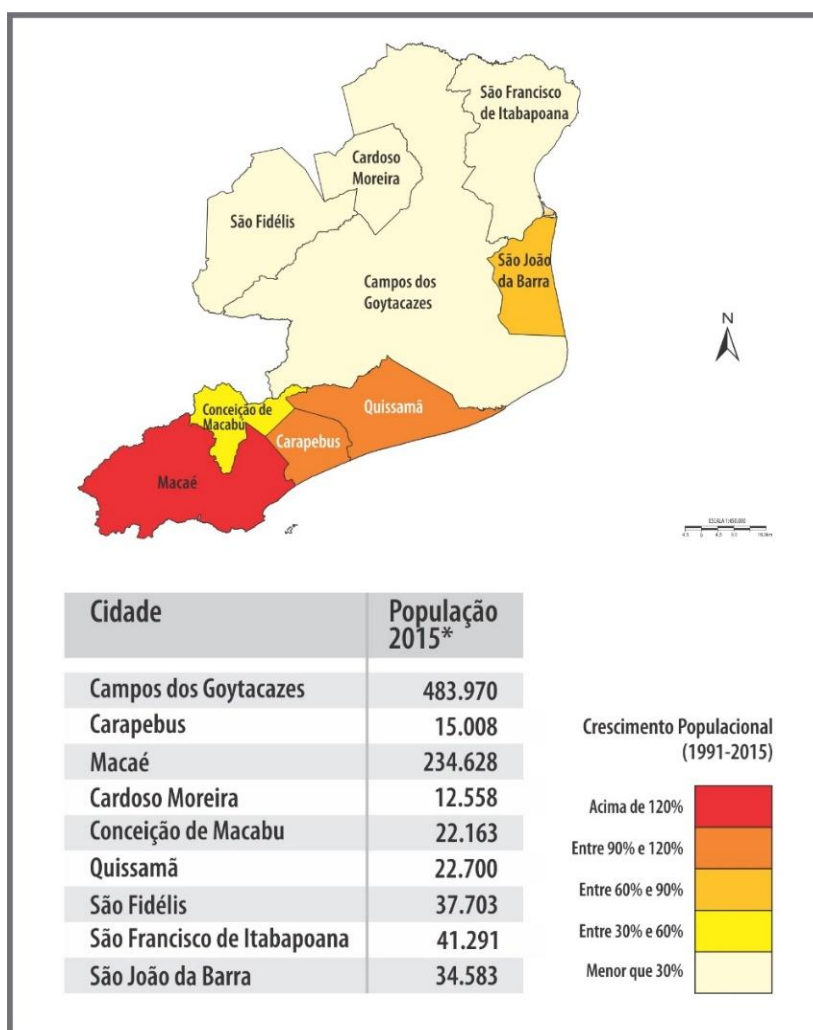 São Francisco
de Itabapoana
Cardoso
Moreira
São Fidélis
São João
da Barra
Campos dos
Goytacazes
N
Quissamã
Conceição de
Macabú
Carapebus
Macaé
Cidade População
2015*
Campos dos Goytacazes 483.970
Carapebus 15.008
Macaé 234.628
Cardoso Moreira 12.558
Conceição de Macabu 22.163
Quissamã 22.700
São Fidélis 37.703
São Francisco de Itabapoana 41.291
São João da Barra 34.583
Crescimento Populacional
(1991-2015)
Acima de 120%
Entre 90% e 120%
Entre 60% e 90%
Entre 30% e 60%
Menor que 30%